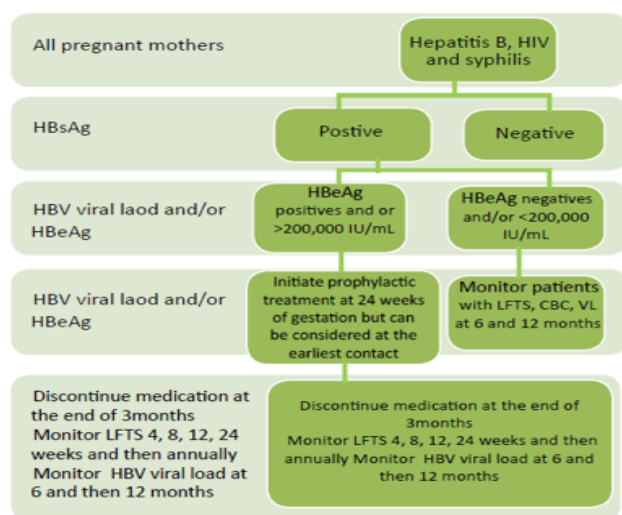 All pregnant mothers
Hepatitis B, HIV
and syphilis
HBsAg
Postive
Negative
HBV viral laod and/or
HBeAg
HBeAg
positives and or
>200,000 IU/mL
HBeAg negatives
and/or <200,000
IU/mL
HBV viral laod and/or
HBeAg
Initiate prophylactic
treatment at 24 weeks
of gestation but can
be considered at the
earliest contact
Monitor patients
with LFTS, CBC, VL
at 6 and 12 months
Discontinue medication at
the end of 3months
Monitor LFTS 4, 8, 12, 24
weeks and then annually
Monitor HBV viral load at
6 and then 12 months
Discontinue medication at the end of
3months
Monitor LFTS 4, 8, 12, 24 weeks and then
annually Monitor HBV viral load at 6 and
then 12 months